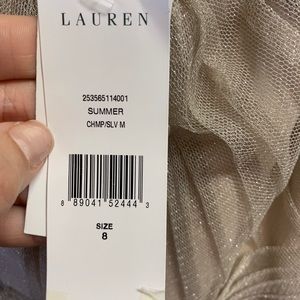 LAUREN
253565114001
SUMMER
CHMP/SLV M
8 89041 52444 3
SIZE
8